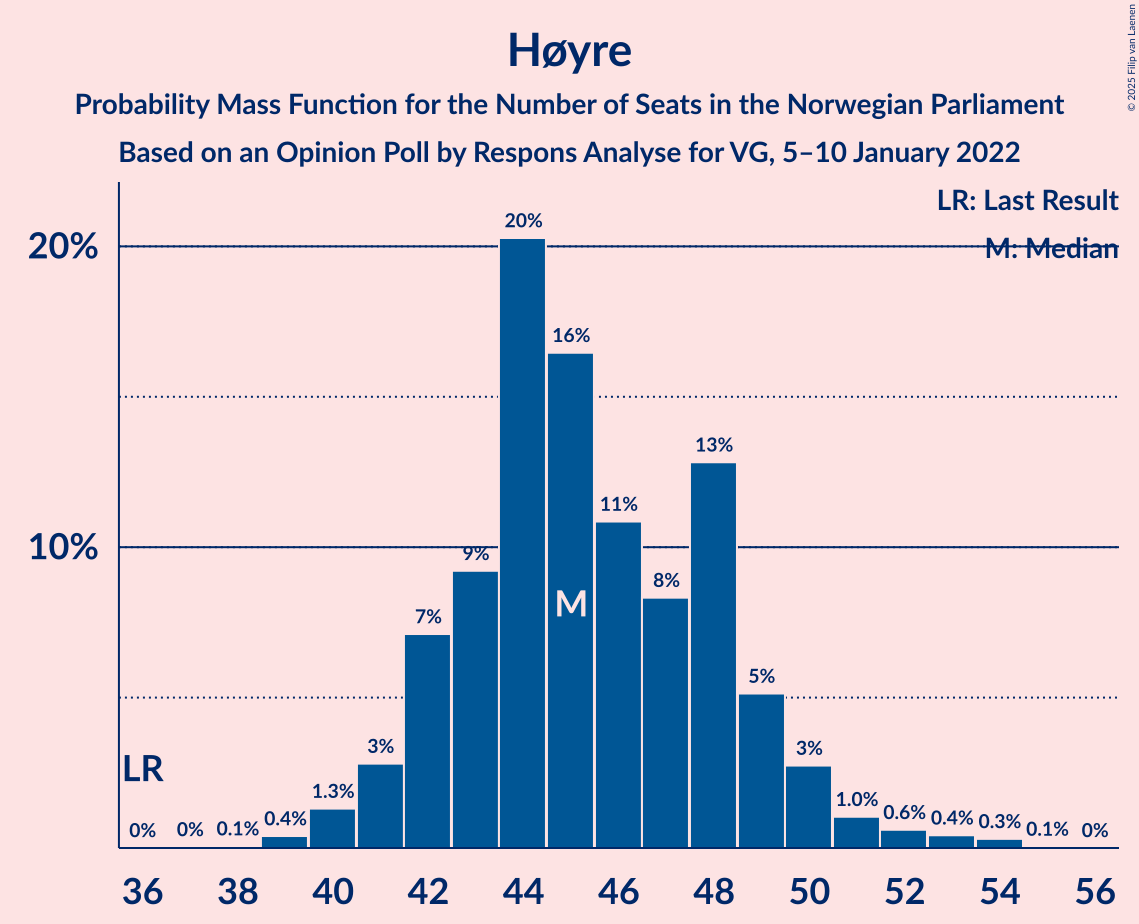 Høyre
Probability Mass Function for the Number of Seats in the Norwegian Parliament
Based on an Opinion Poll by Respons Analyse for VG, 5–10 January 2022
© 2025 Filip van Laenen
LR: Last Result
M: Median
20%
10%
20%
16%
13%
11%
9%
8%
7%
5%
3%
3%
1.3%
1.0%
0.6%
0.4%
0.4%
0.3%
0.1%
0.1%
0%
0%
0%
M
LR
36 38 40 42 44 46 48 50 52 54 56